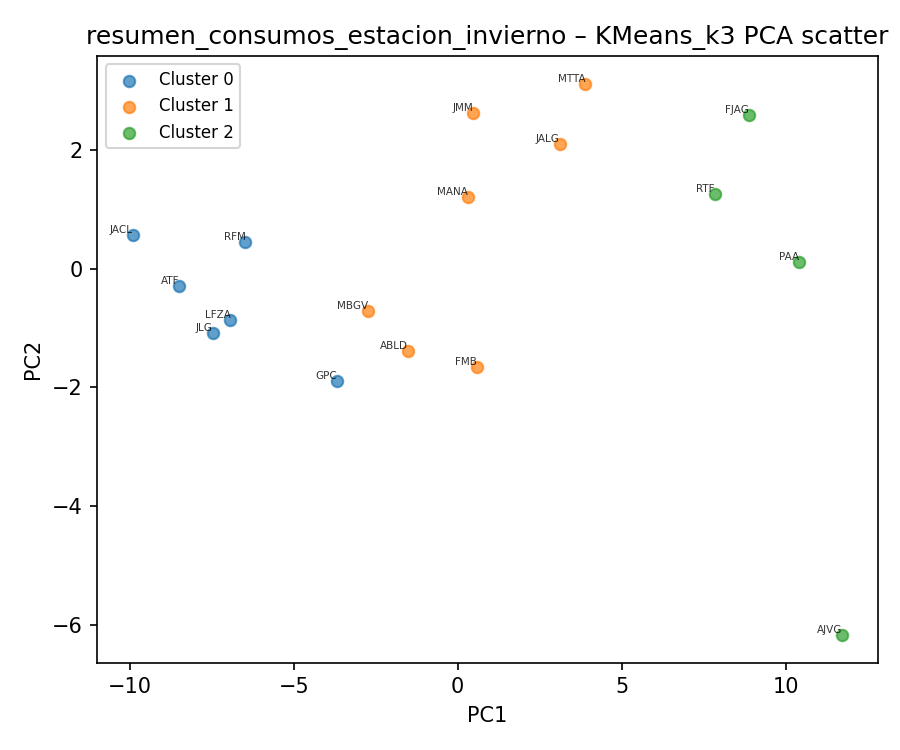 resumen_consumos_estacion_invierno – KMeans_k3 PCA scatter
Cluster 0
Cluster 1
Cluster 2
MTTA
JMM
FJAG
JALG
MANA
RTF
JACL
RFM
PAA
ATF
MBGV
LFZA
JLG
ABLD
FMB
GPC
AJVG
2
0
−2
−4
−6
PC2
−10
−5
0
5
10
PC1